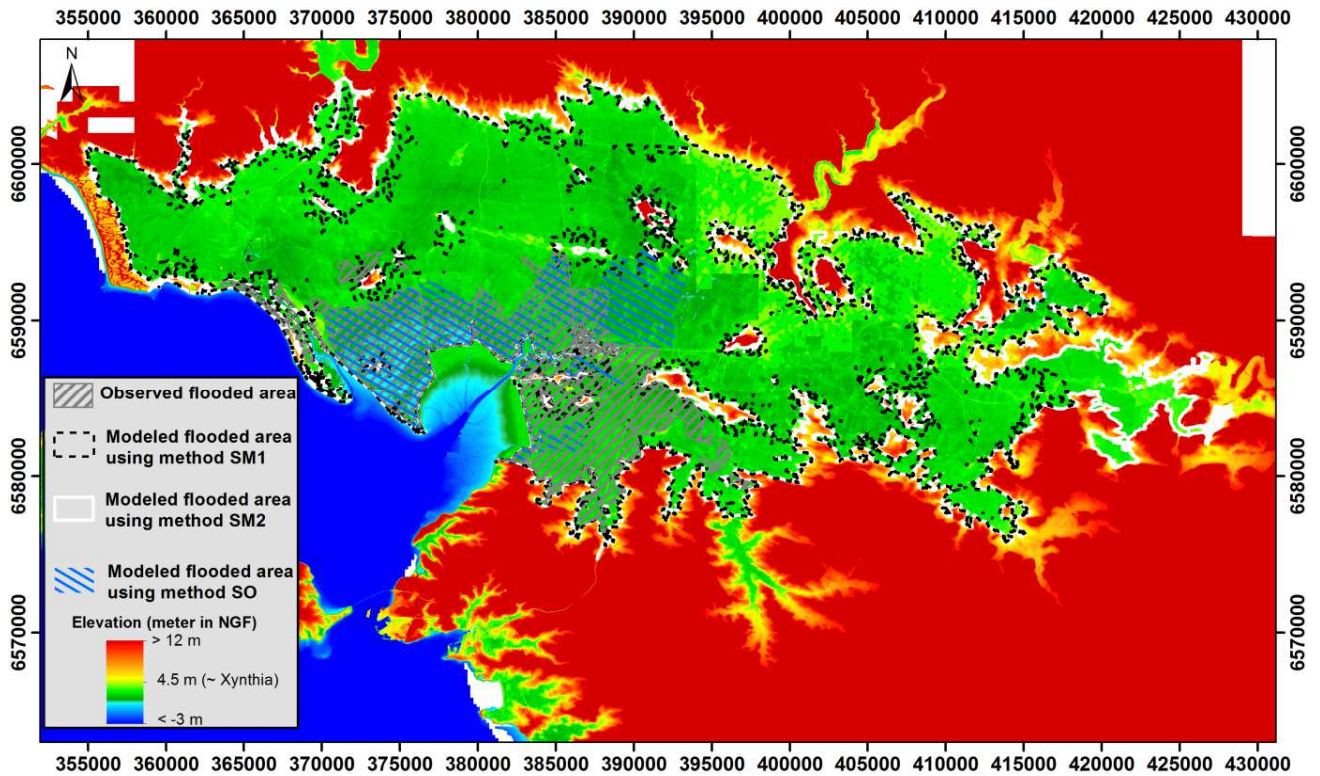 355000 360000 365000 370000 375000 380000 385000 390000 395000 400000 405000 410000 415000 420000 425000 430000
N
6600000 6600000
6590000 6590000
6580000 6580000
6570000 6570000
Observed flooded area
Modeled flooded area
using method SM1
Modeled flooded area
using method SM2
Modeled flooded area
using method SO
Elevation (meter in NGF)
> 12 m
4.5 m (~ Xynthia)
< -3 m
355000 360000 365000 370000 375000 380000 385000 390000 395000 400000 405000 410000 415000 420000 425000 430000